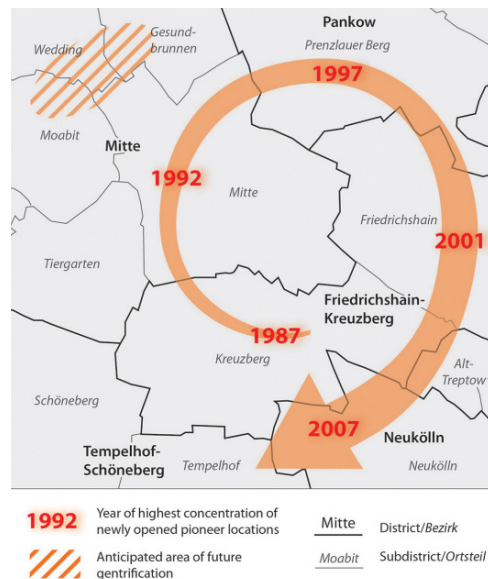 Pankow
Prenzlauer Berg
1997
Gesund-
brunnen
Wedding
Moabit
Mitte
1992
Mitte
Friedrichshain
2001
Tiergarten
Friedrichshain-
Kreuzberg
1987
Kreuzberg
Alt-
Treptow
Schöneberg
2007
Neukölln
Tempelhof-
Schöneberg
Tempelhof
Neukölln
1992
Year of highest concentration of
newly opened pioneer locations
Mitte
District/Bezirk
Anticipated area of future
gentrification
Moabit
Subdistrict/Ortsteil